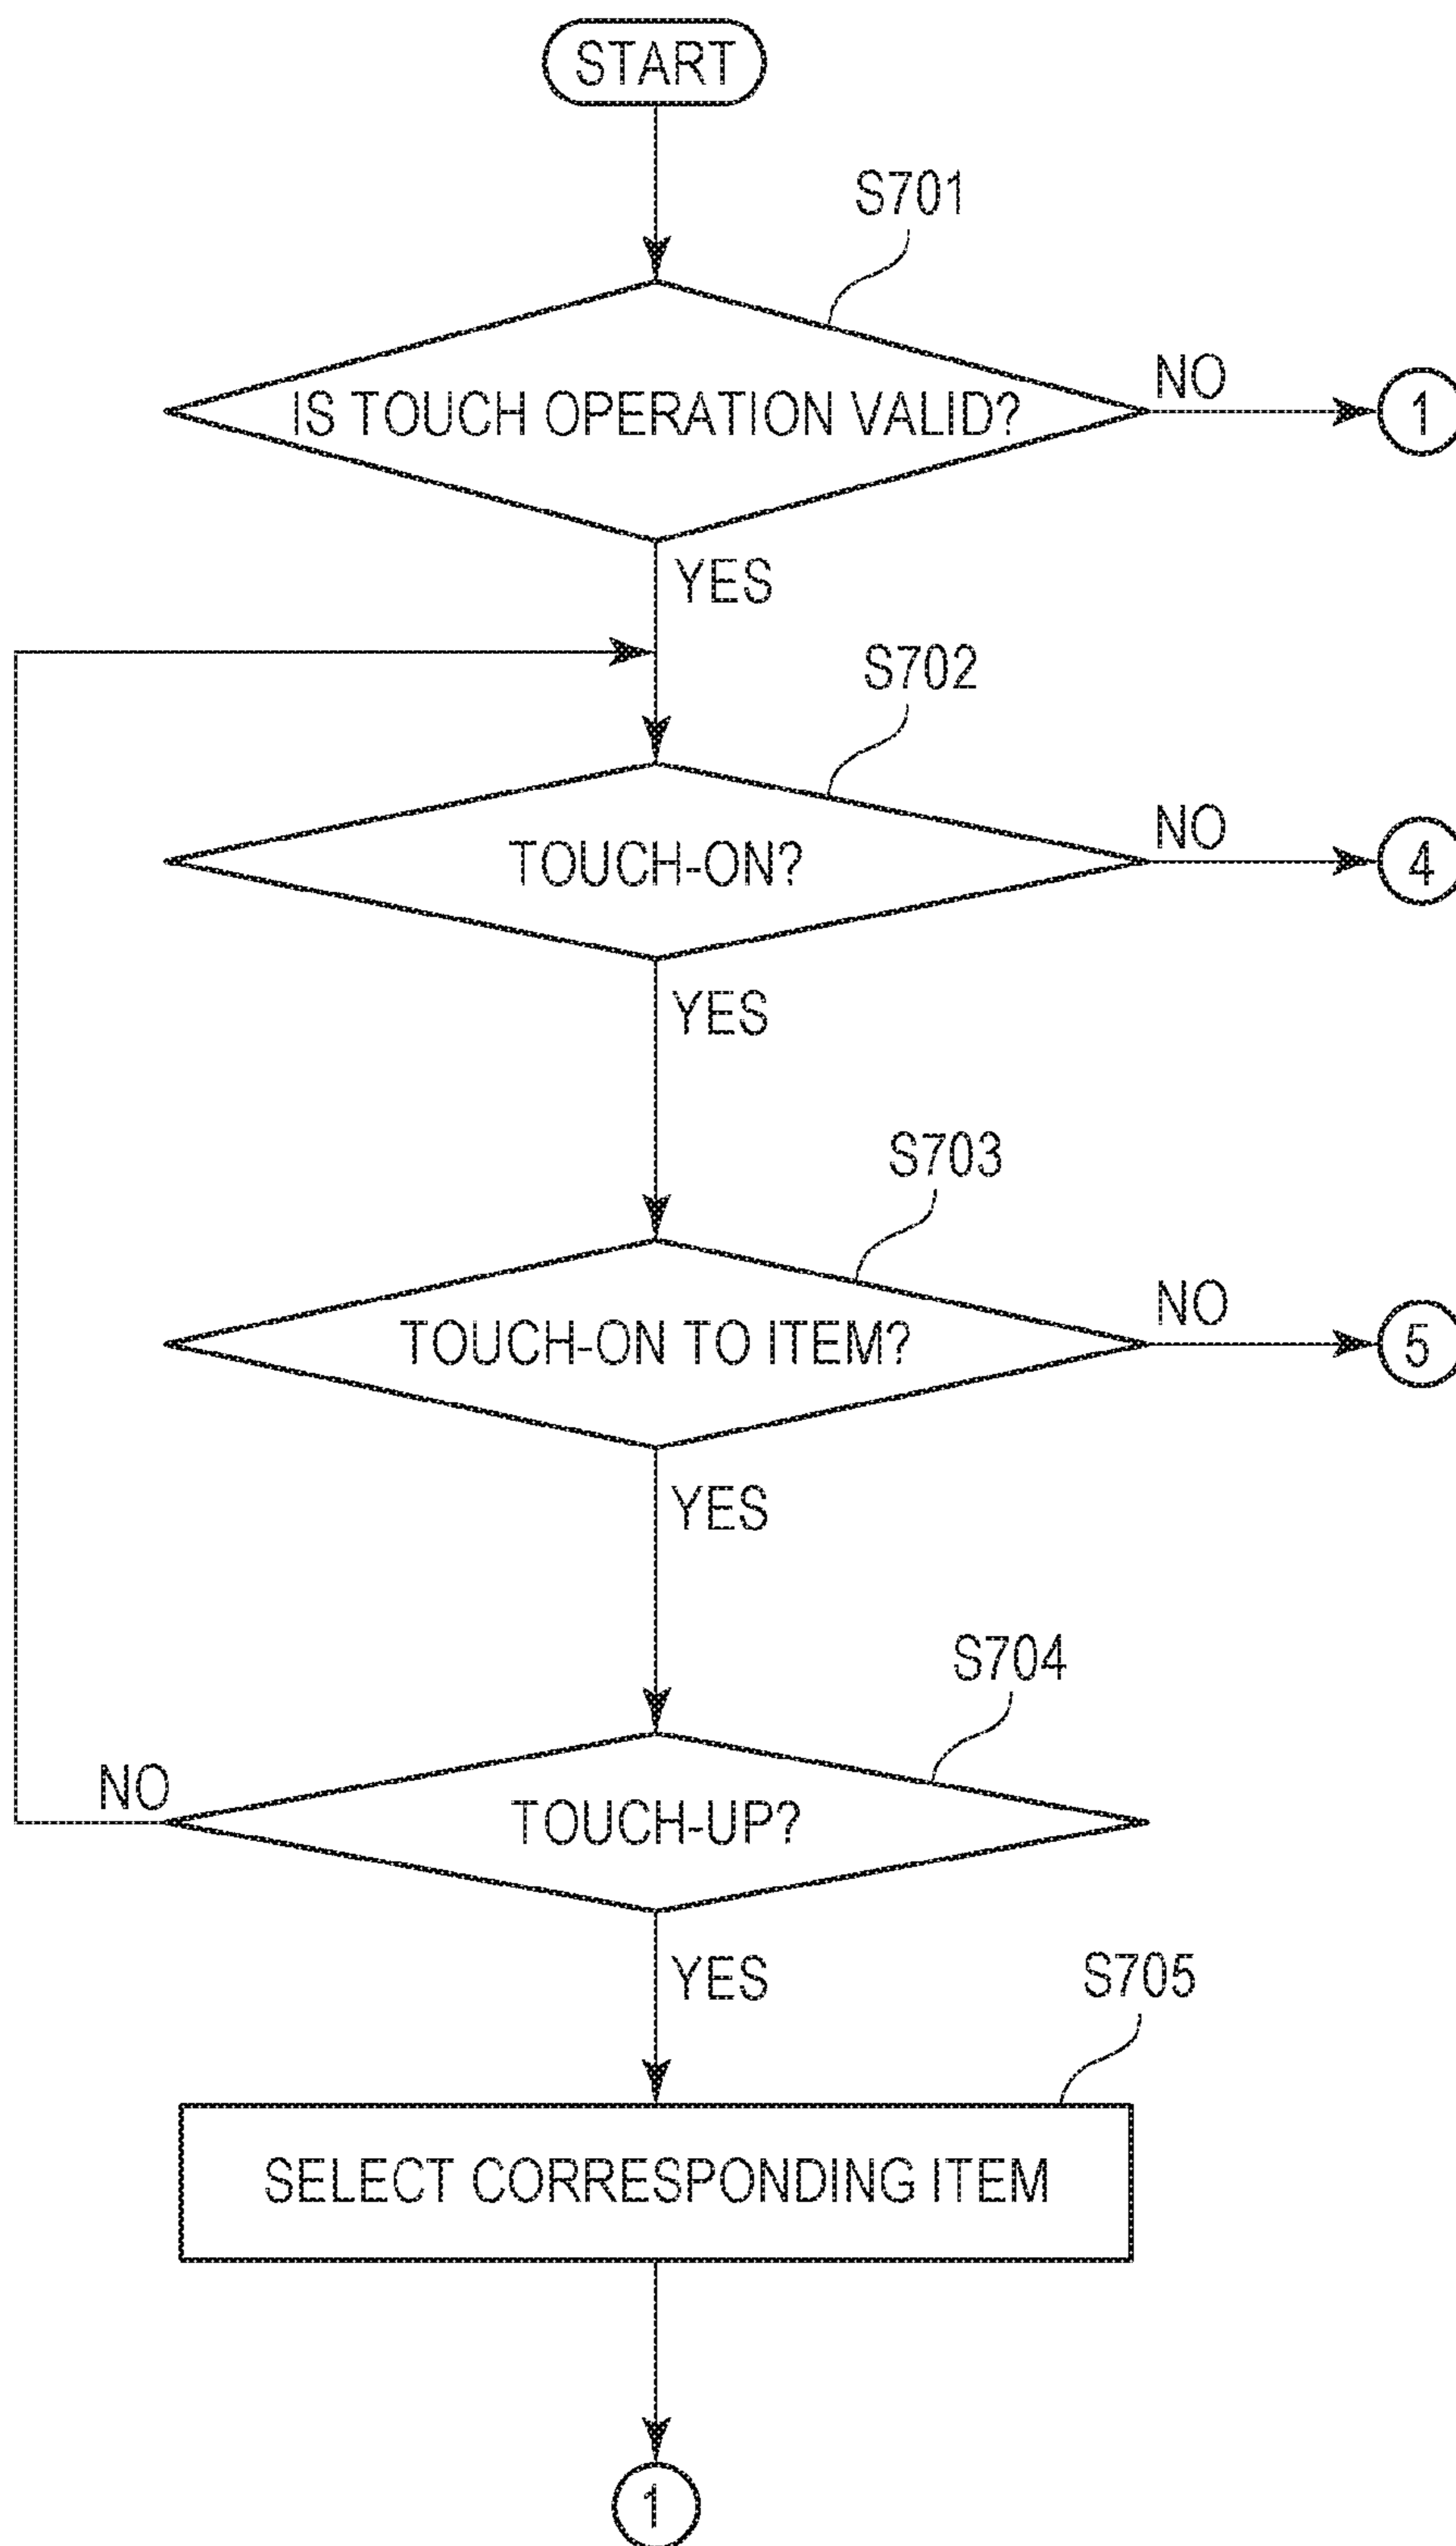 START
S701
IS TOUCH OPERATION VALID?
NO
1
YES
S702
TOUCH-ON?
NO
4
YES
S703
TOUCH-ON TO ITEM?
NO
5
YES
S704
NO
TOUCH-UP?
YES
S705
SELECT CORRESPONDING ITEM
1